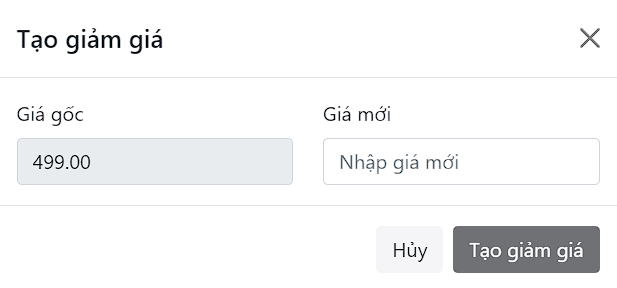 Tạo giảm giá
Giá gốc
Giá mới
499.00
Nhập giá mới
Hủy
Tạo giảm giá